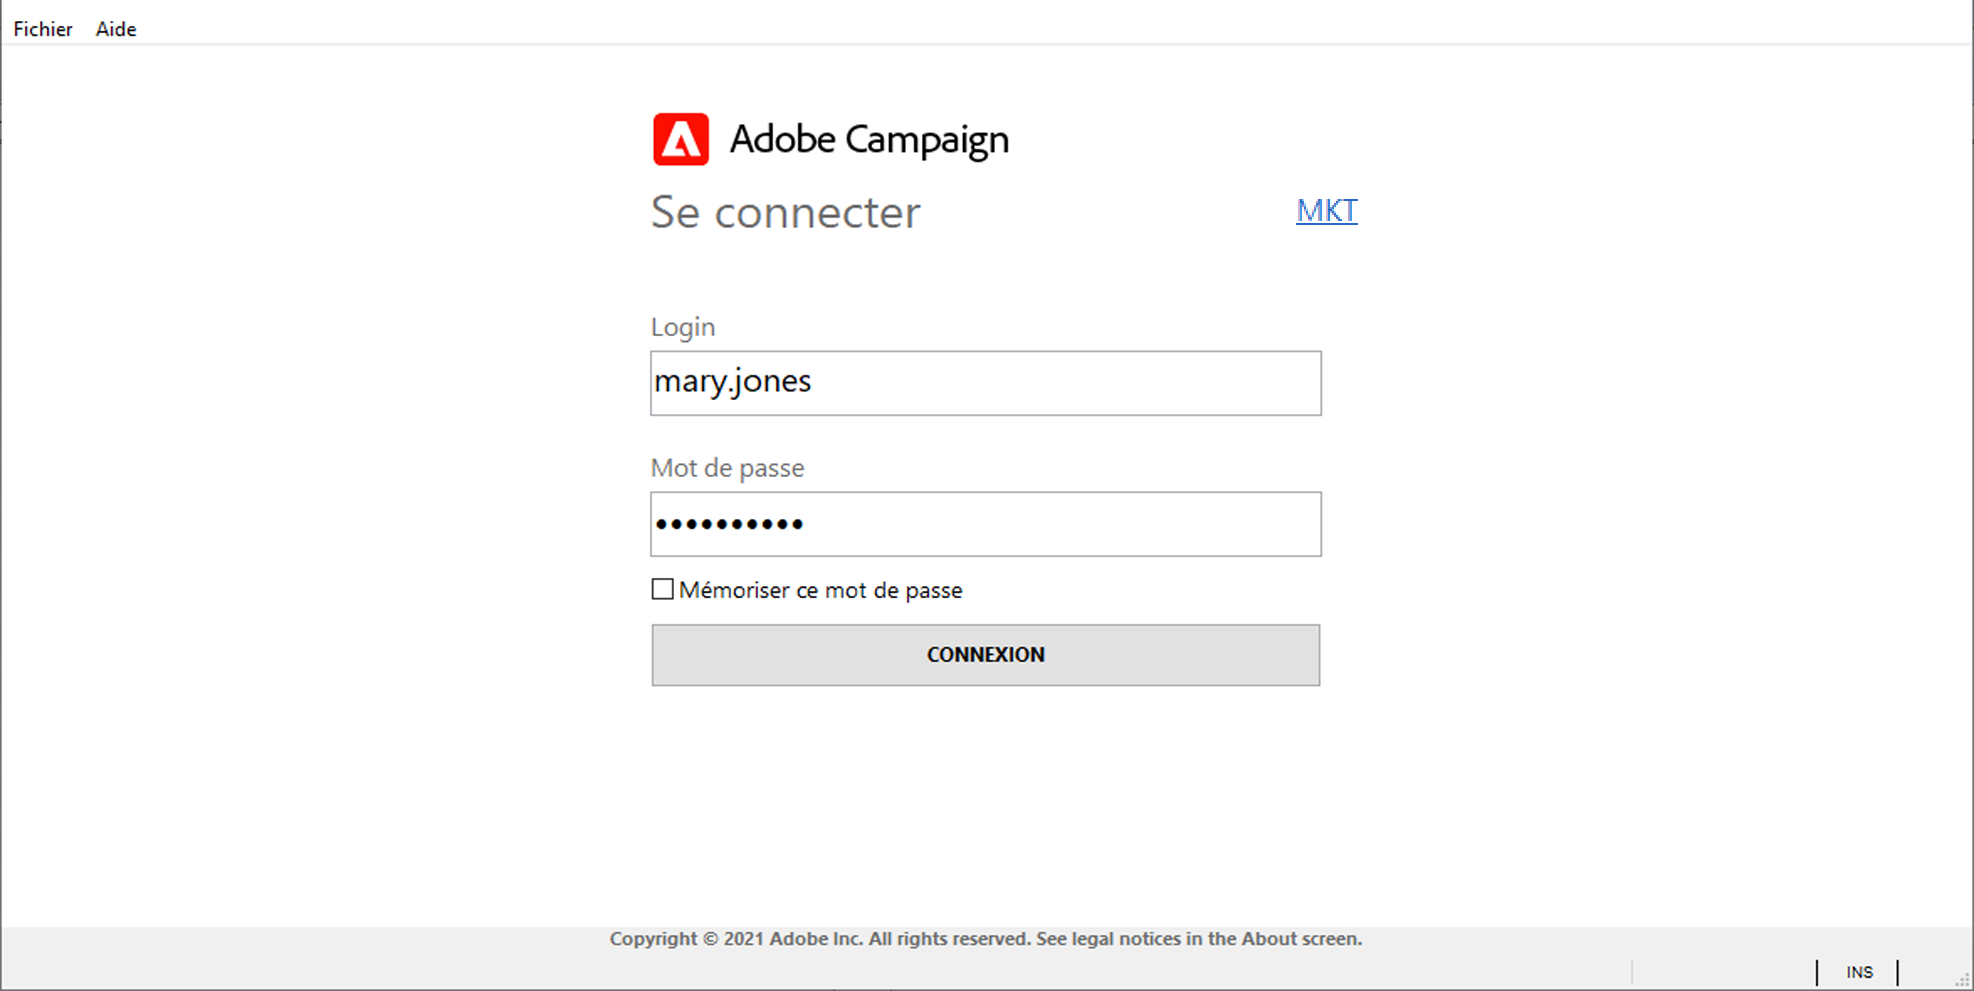 Fichier Aide
Adobe Campaign
Se connecter MKT
Login
mary.jones
Mot de passe
••••••••••
Mémoriser ce mot de passe
CONNEXION
Copyright © 2021 Adobe Inc. All rights reserved. See legal notices in the About screen.
INS